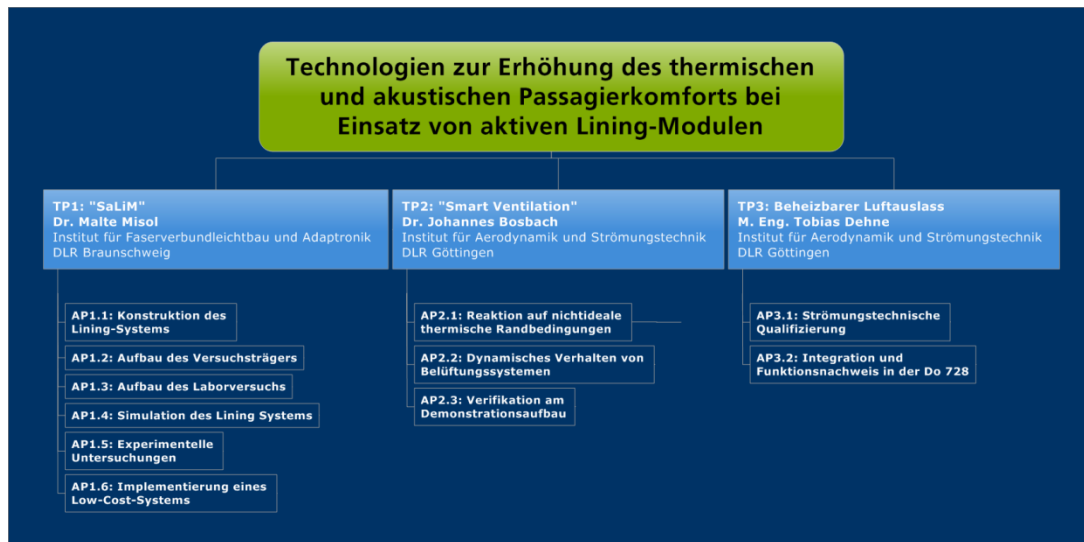 Technologien zur Erhöhung des thermischen
und akustischen Passagierkomforts bei
Einsatz von aktiven Lining-Modulen
TP1: "SaLiM"
Dr. Malte Misol
Institut für Faserverbundleichtbau und Adaptronik
DLR Braunschweig
AP1.1: Konstruktion des
Lining-Systems
AP1.2: Aufbau des Versuchsträgers
AP1.3: Aufbau des Laborversuchs
AP1.4: Simulation des Lining Systems
AP1.5: Experimentelle
Untersuchungen
AP1.6: Implementierung eines
Low-Cost-Systems
TP2: "Smart Ventilation"
Dr. Johannes Bosbach
Institut für Aerodynamik und Strömungstechnik
DLR Göttingen
AP2.1: Reaktion auf nichtideale
thermische Randbedingungen
AP2.2: Dynamisches Verhalten von
Belüftungssystemen
AP2.3: Verifikation am
Demonstrationsaufbau
TP3: Beheizbarer Luftauslass
M. Eng. Tobias Dehne
Institut für Aerodynamik und Strömungstechnik
DLR Göttingen
AP3.1: Strömungstechnische
Qualifizierung
AP3.2: Integration und
Funktionsnachweis in der Do 728